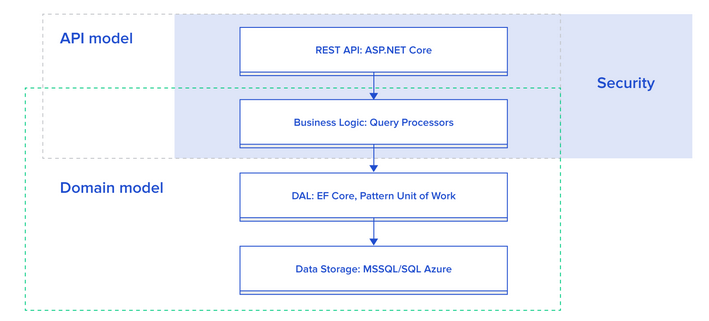 API model
REST API: ASP.NET Core
Security
Business Logic: Query Processors
Domain model
DAL: EF Core, Pattern Unit of Work
Data Storage: MSSQL/SQL Azure